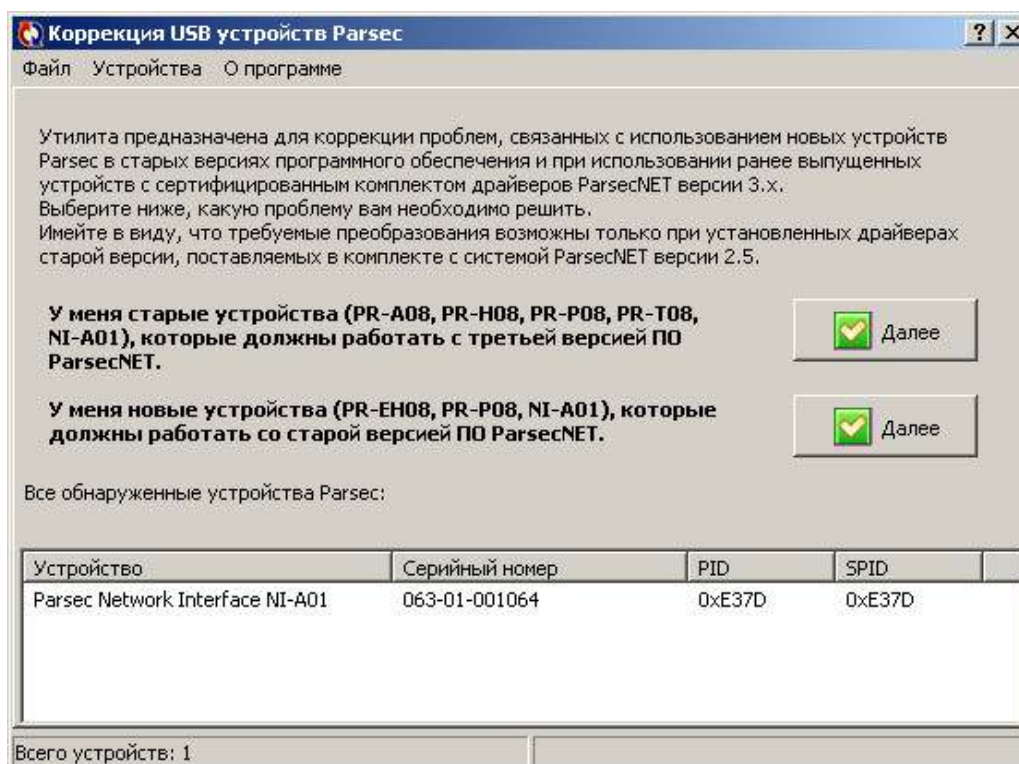 Коррекция USB устройств Parsec
Файл Устройства О программе
Утилита предназначена для коррекции проблем, связанных с использованием новых устройств
Parsec в старых версиях программного обеспечения и при использовании ранее выпущенных
устройств с сертифицированным комплектом драйверов ParsecNET версии 3.x.
Выберите ниже, какую проблему вам необходимо решить.
Имейте в виду, что требуемые преобразования возможны только при установленных драйверах
старой версии, поставляемых в комплекте с системой ParsecNET версии 2.5.
У меня старые устройства (PR-A08, PR-H08, PR-P08, PR-T08,
NI-A01), которые должны работать с третьей версией ПО
ParsecNET.
Далее
У меня новые устройства (PR-EH08, PR-P08, NI-A01), которые
должны работать со старой версией ПО ParsecNET.
Далее
Все обнаруженные устройства Parsec:
Устройство Серийный номер PID SPID
Parsec Network Interface NI-A01 063-01-001064 0xE37D 0xE37D
Всего устройств: 1